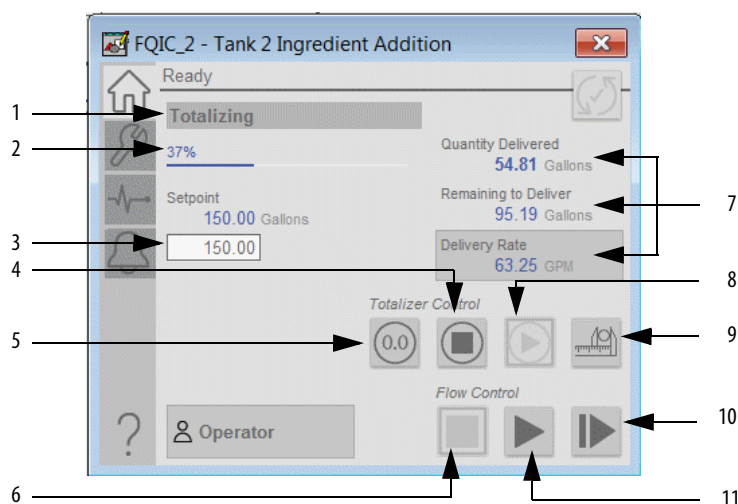 FQIC_2 - Tank 2 Ingredient Addition
Ready
1
Totalizing
2
37%
Quantity Delivered
54.81 Gallons
Setpoint
150.00 Gallons
Remaining to Deliver
95.19 Gallons
7
3
150.00
Delivery Rate
63.25 GPM
4
8
Totalizer Control
5
0.0
9
Flow Control
10
?
Operator
6
11